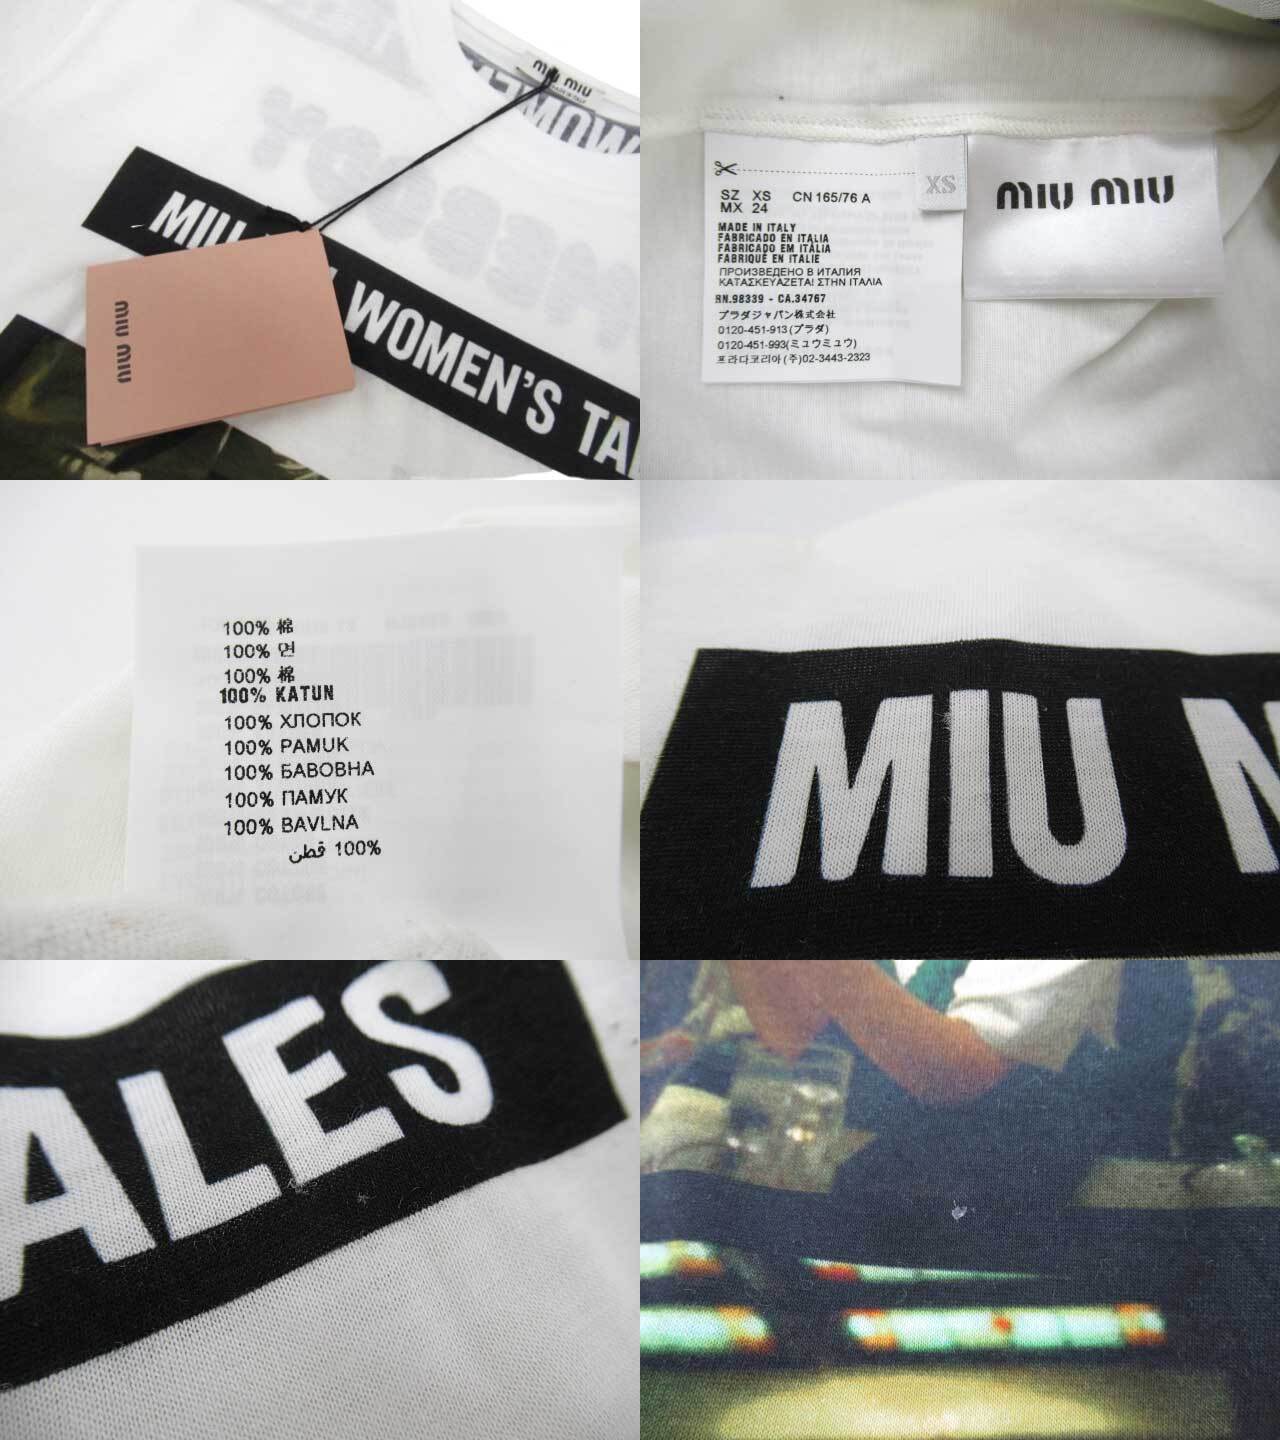 miu miu
MADE IN ITALY
MIU
WOMEN'S TA
miu miu
SZ XS CN 165/76 A
MX 24
XS
miu miu
MADE IN ITALY
FABRICADO EN ITALIA
FABRICADO EM ITÁLIA
FABRIQUÉ EN ITALIE
ПРОИЗВЕДЕНО В ИТАЛИЯ
ΚΑΤΑΣΚΕΥΑΖΕΤΑΙ ΣΤΗΝ ΙΤΑΛΙΑ
RN.98339 - CA.34767
プラダジャパン株式会社
0120-451-913(プラダ)
0120-451-993(ミュウミュウ)
프라다코리아(주)02-3443-2323
100% 棉
100% 면
100% 棉
100% KATUN
100% ХЛОПОК
100% PAMUK
100% БАВОВНА
100% ПАМУК
100% BAVLNA
100% قطن
MIU M
ALES